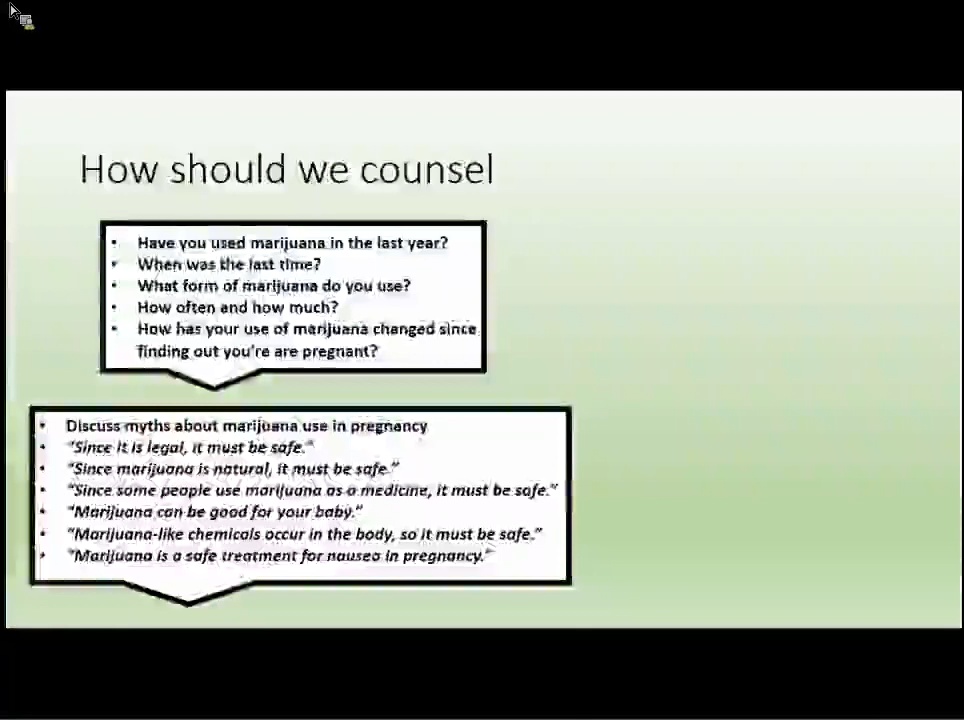 How should we counsel
• Have you used marijuana in the last year?
• When was the last time?
• What form of marijuana do you use?
• How often and how much?
• How has your use of marijuana changed since
finding out you're are pregnant?
• Discuss myths about marijuana use in pregnancy
• "Since it is legal, it must be safe."
• "Since marijuana is natural, it must be safe."
• "Since some people use marijuana as a medicine, it must be safe."
• "Marijuana can be good for your baby."
• "Marijuana-like chemicals occur in the body, so it must be safe."
• "Marijuana is a safe treatment for nausea in pregnancy."